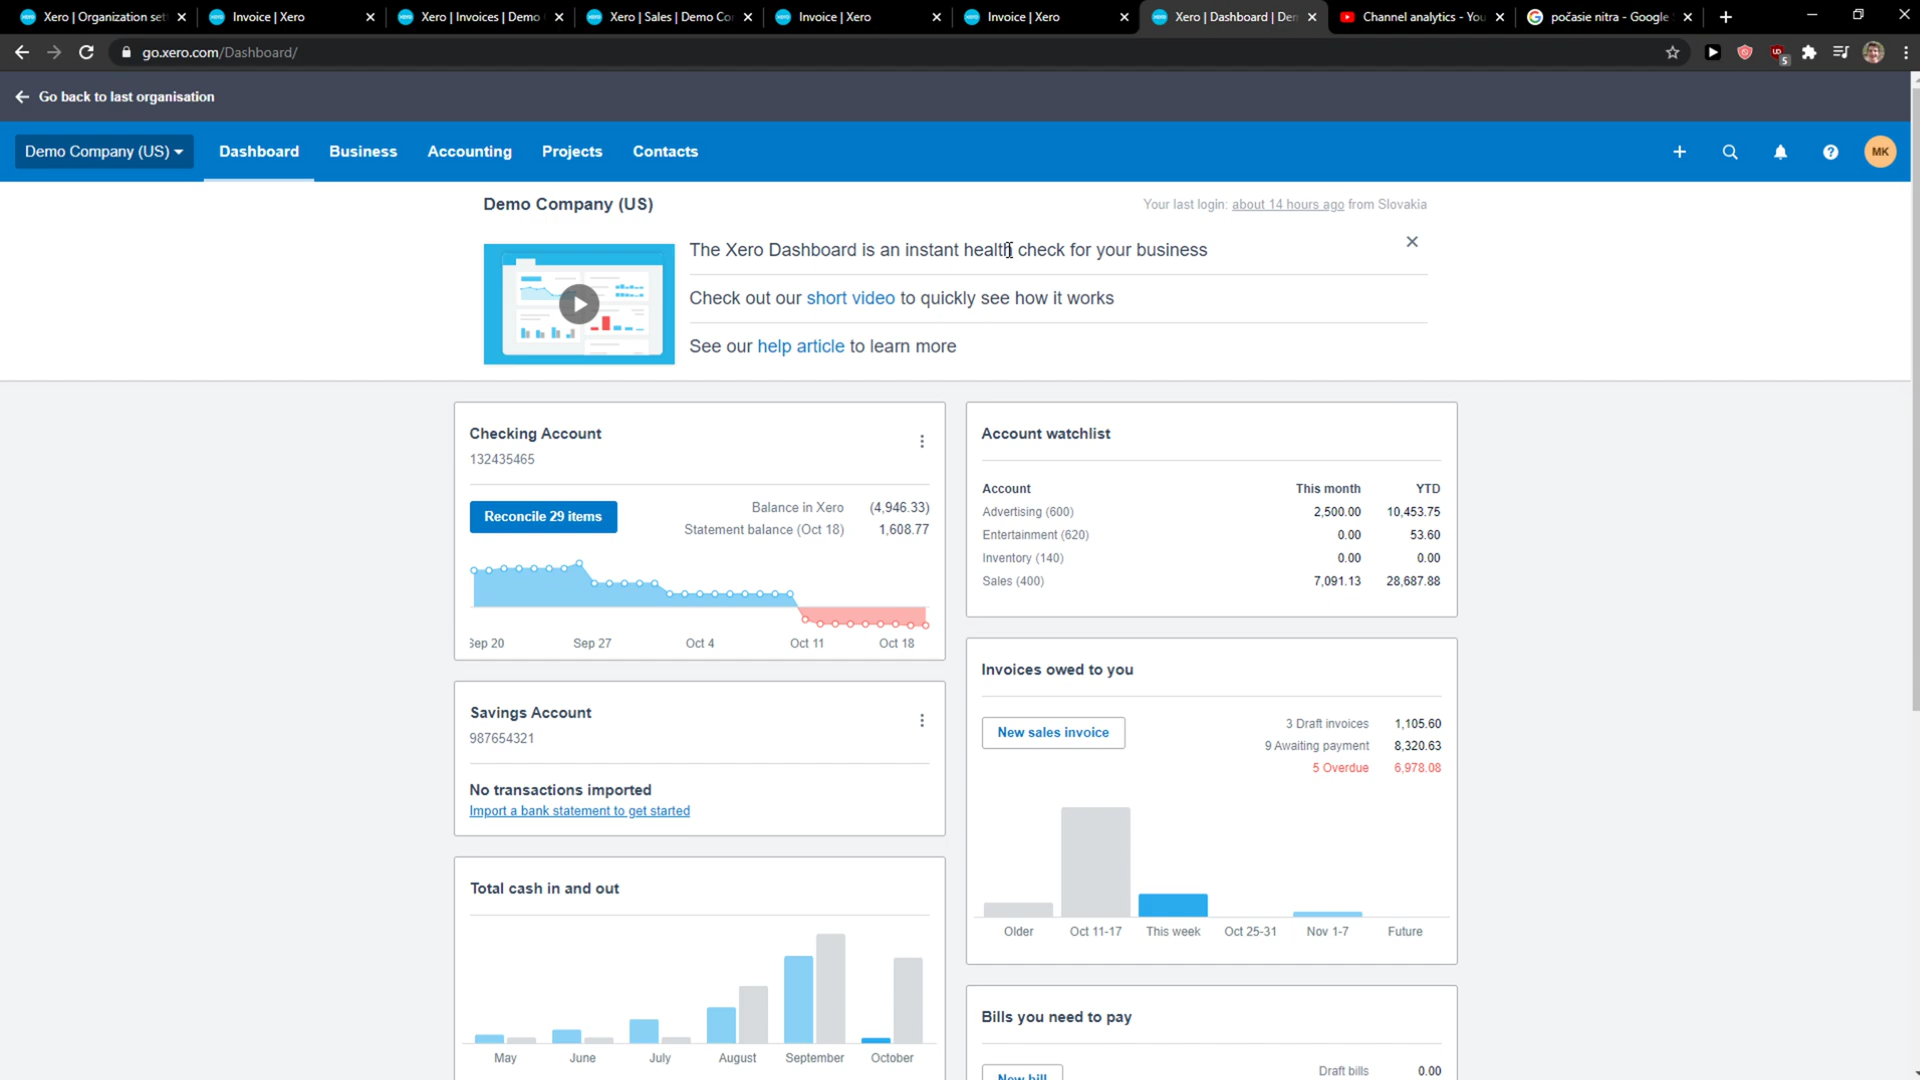 Xero | Organization set
Invoice | Xero
Xero | Invoices | Demo
Xero | Sales | Demo Co
Invoice | Xero
Invoice | Xero
Xero | Dashboard | Den
Channel analytics - You
počasie nitra - Google
go.xero.com/Dashboard/
5
Go back to last organisation
Demo Company (US)
Dashboard
Business
Accounting
Projects
Contacts
MK
Demo Company (US)
Your last login: about 14 hours ago from Slovakia
The Xero Dashboard is an instant health check for your business
Check out our short video to quickly see how it works
See our help article to learn more
Checking Account
132435465
Reconcile 29 items
Balance in Xero (4,946.33)
Statement balance (Oct 18) 1,608.77
Sep 20 Sep 27 Oct 4 Oct 11 Oct 18
Savings Account
987654321
No transactions imported
Import a bank statement to get started
Total cash in and out
May June July August September October
Account watchlist
Account This month YTD
Advertising (600) 2,500.00 10,453.75
Entertainment (620) 0.00 53.60
Inventory (140) 0.00 0.00
Sales (400) 7,091.13 28,687.88
Invoices owed to you
New sales invoice
3 Draft invoices 1,105.60
9 Awaiting payment 8,320.63
5 Overdue 6,978.08
Older Oct 11-17 This week Oct 25-31 Nov 1-7 Future
Bills you need to pay
New bill
Draft bills 0.00